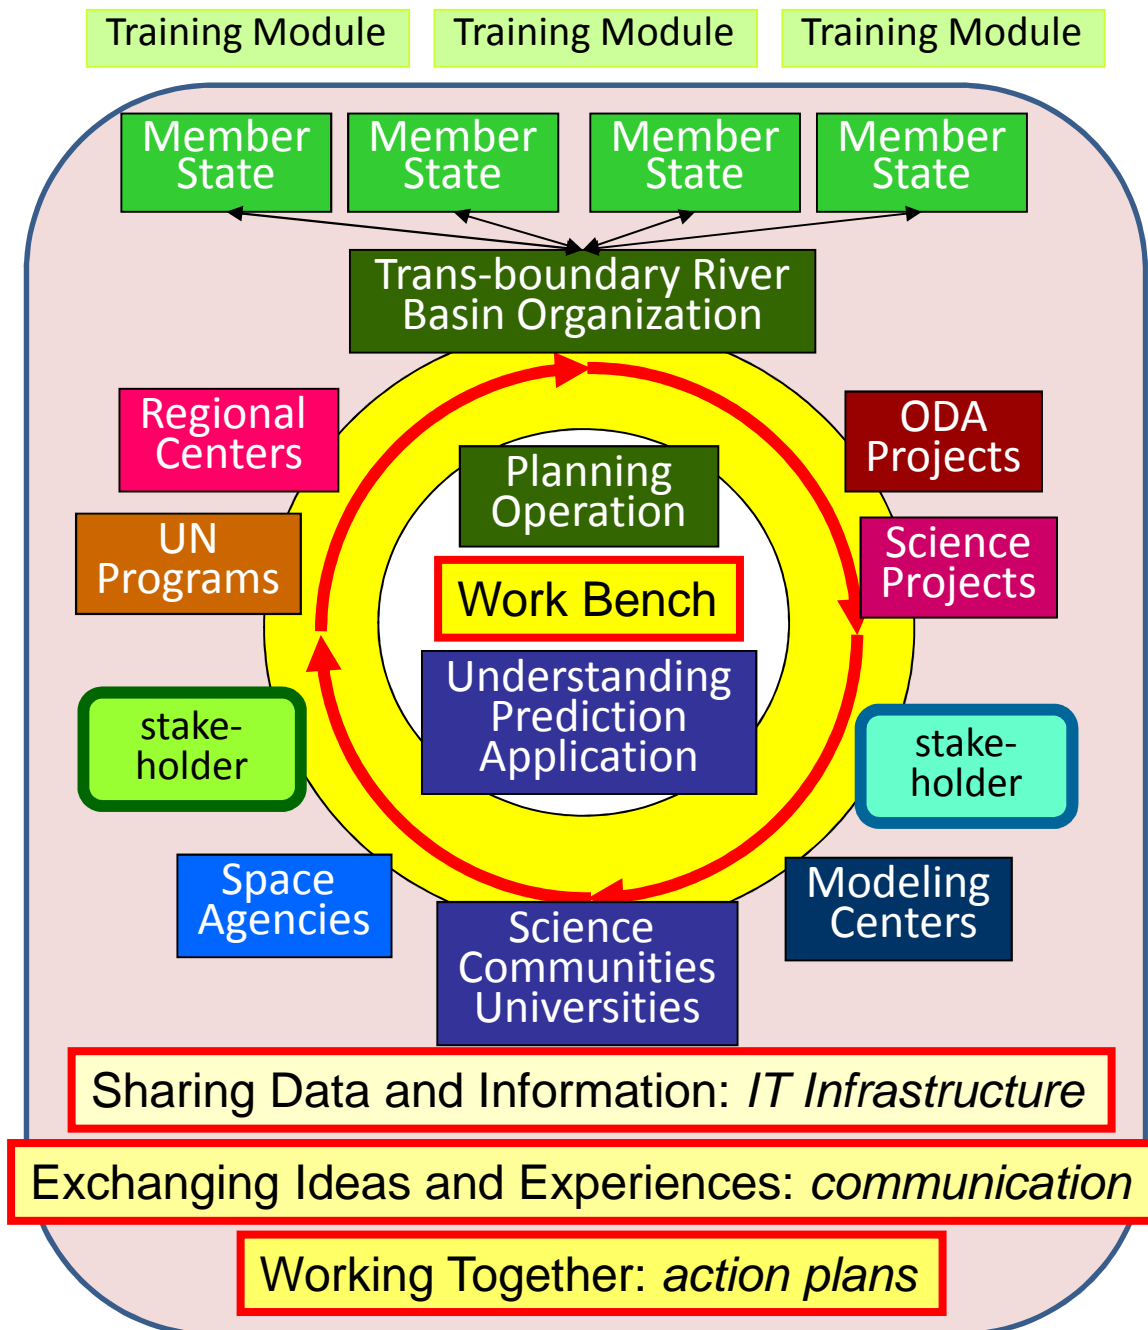 Training Module
Training Module
Training Module
Member
State
Member
State
Member
State
Member
State
Trans-boundary River
Basin Organization
Regional
Centers
ODA
Projects
Planning
Operation
UN
Programs
Science
Projects
Work Bench
Understanding
Prediction
Application
stake-
holder
stake-
holder
Space
Agencies
Modeling
Centers
Science
Communities
Universities
Sharing Data and Information: IT Infrastructure
Exchanging Ideas and Experiences: communication
Working Together: action plans